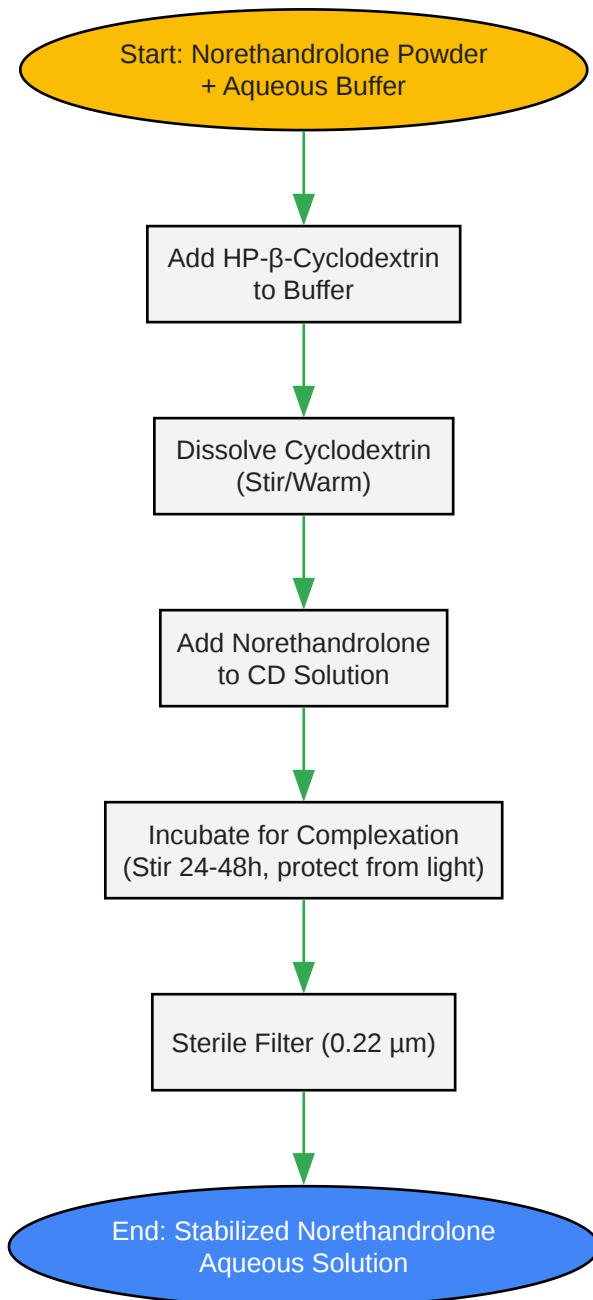 Start: Norethandrolone Powder
+ Aqueous Buffer
Add HP-β-Cyclodextrin
to Buffer
Dissolve Cyclodextrin
(Stir/Warm)
Add Norethandrolone
to CD Solution
Incubate for Complexation
(Stir 24-48h, protect from light)
Sterile Filter (0.22 µm)
End: Stabilized Norethandrolone
Aqueous Solution